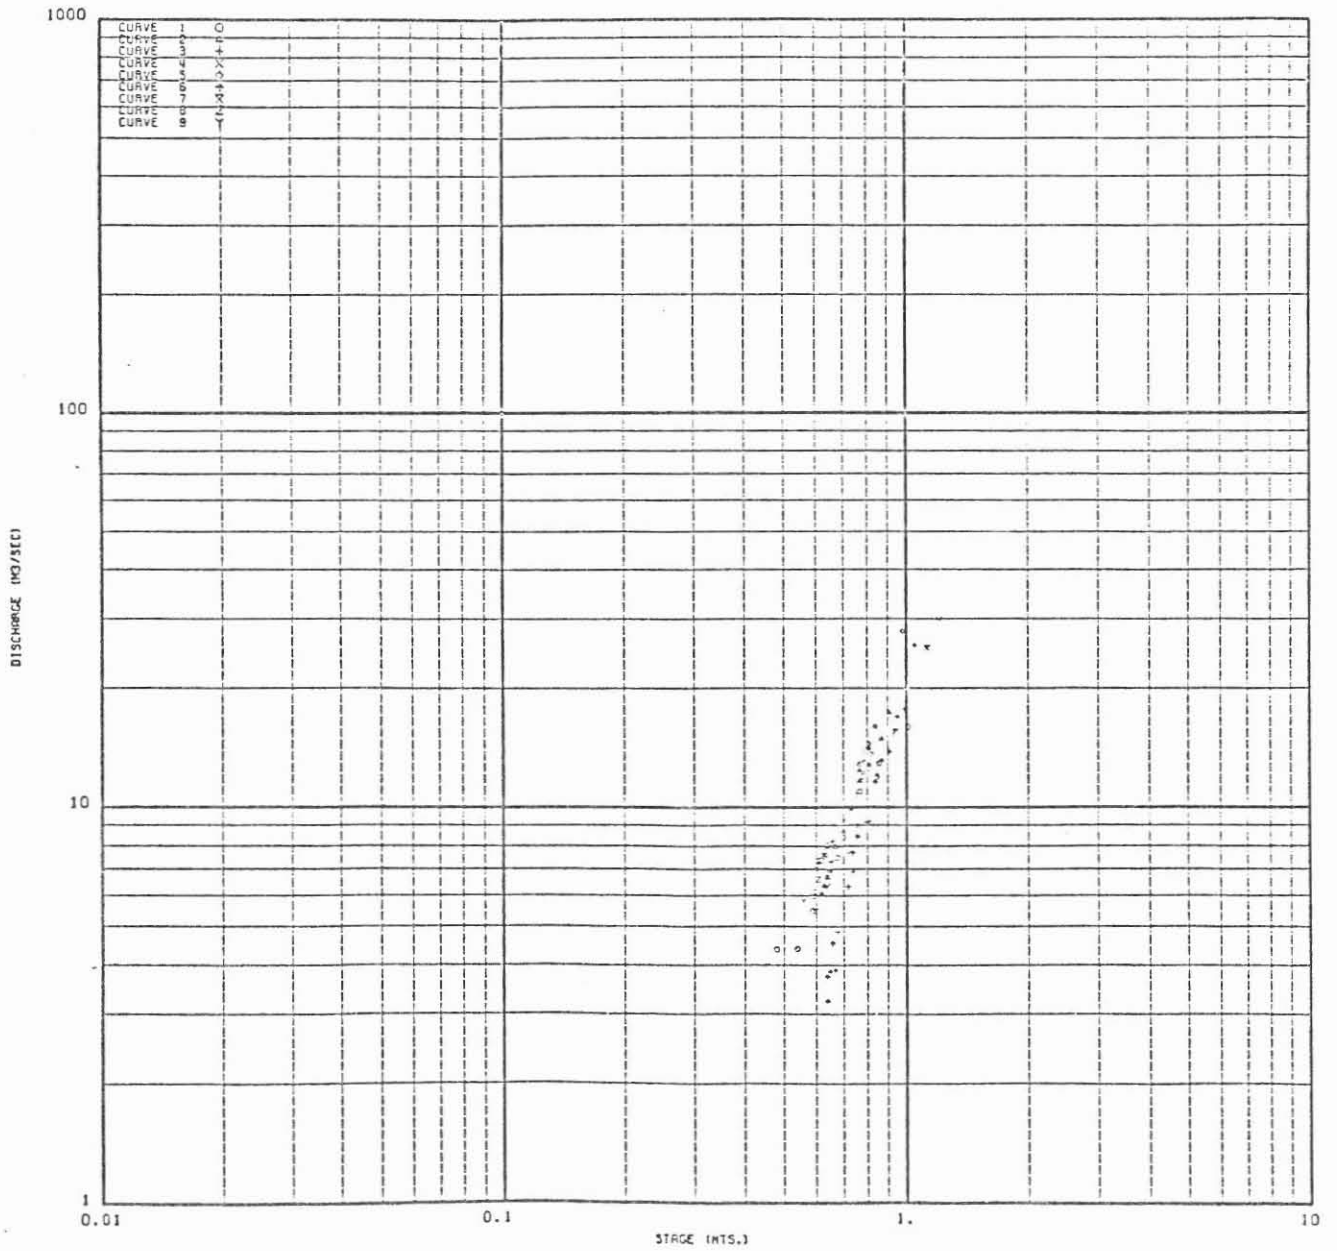 1000
CURVE 1 O
CURVE 2
CURVE 3 +
CURVE 4 X
CURVE 5 ◇
CURVE 6
CURVE 7
CURVE 8 Z
CURVE 9 Y
100
DISCHARGE (M3/SEC)
10
1
0.01
0.1
1.
10
STAGE (MTS.)